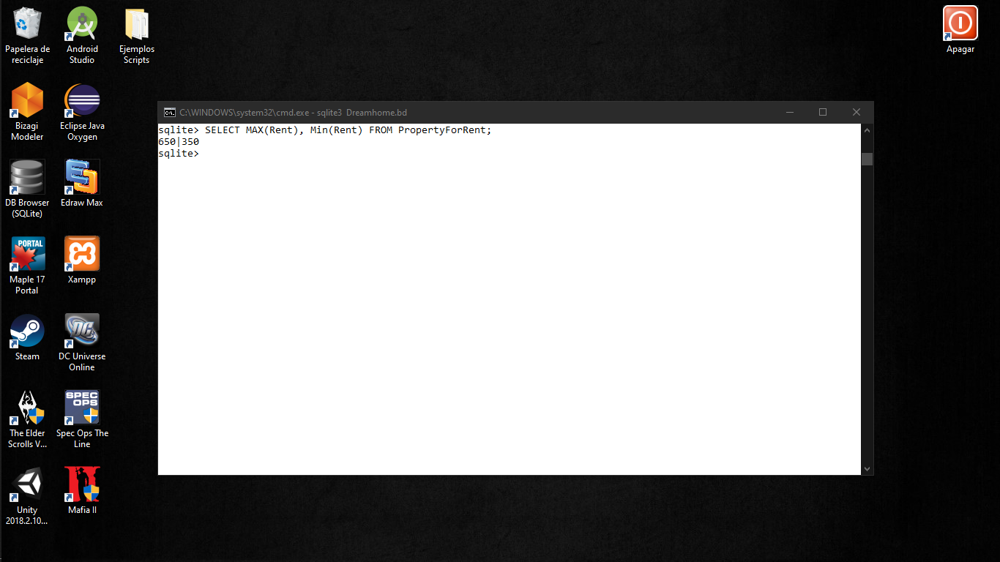 Papelera de
reciclaje
Android
Studio
Ejemplos
Scripts
Apagar
Bizagi
Modeler
Eclipse Java
Oxygen
C:\WINDOWS\system32\cmd.exe - sqlite3  Dreamhome.bd
sqlite> SELECT MAX(Rent), Min(Rent) FROM PropertyForRent;
650|350
sqlite>
DB Browser
(SQLite)
Edraw Max
PORTAL
Maple 17
Portal
Xampp
Steam
DC
DC Universe
Online
The Elder
Scrolls V...
SPEC
OPS
Spec Ops The
Line
Unity
2018.2.10...
Mafia II